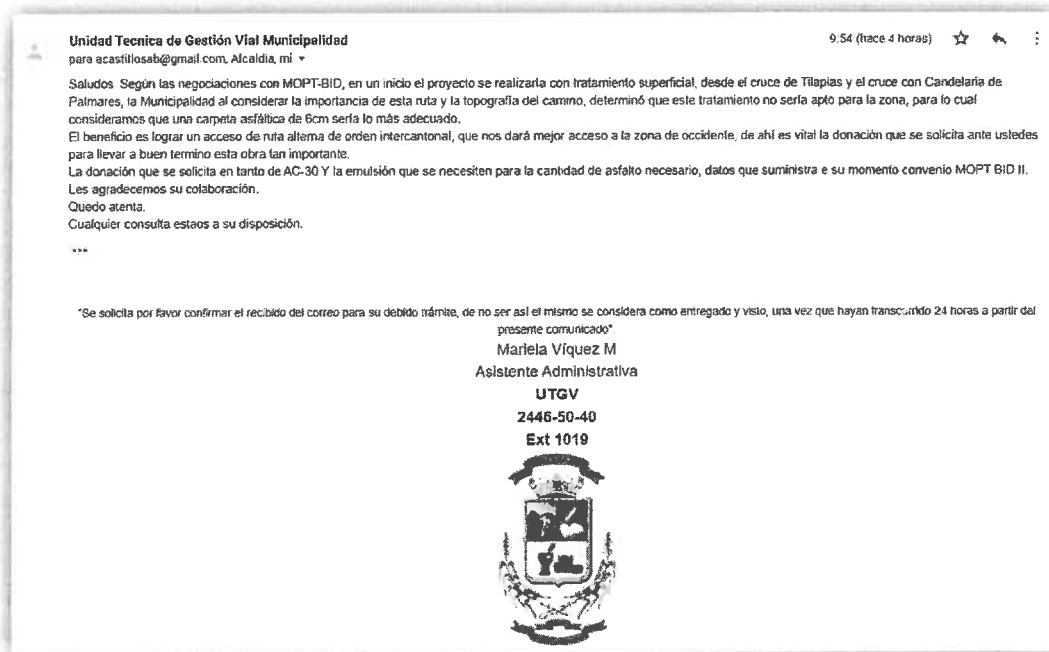 Unidad Tecnica de Gestión Vial Municipalidad
9:54 (hace 4 horas)
para acastillosab@gmail.com, Alcaldia, mi
Saludos Según las negociaciones con MOPT-BID, en un inicio el proyecto se realizarla con tratamiento superficial, desde el cruce de Tilapias y el cruce con Candelaria de
Palmares, la Municipalidad al considerar la importancia de esta ruta y la topografía del camino, determinó que este tratamiento no sería apto para la zona, para lo cual
consideramos que una carpeta asfáltica de 6cm sería lo más adecuado.
El beneficio es lograr un acceso de ruta alterna de orden intercantonal, que nos dará mejor acceso a la zona de occidente, de ahí es vital la donación que se solicita ante ustedes
para llevar a buen termino esta obra tan importante.
La donación que se solicita en tanto de AC-30 Y la emulsión que se necesiten para la cantidad de asfalto necesario, datos que suministra e su momento convenio MOPT BID II.
Les agradecemos su colaboración.
Quedo atenta.
Cualquier consulta estaos a su disposición.
•••
"Se solicita por favor confirmar el recibido del correo para su debido trámite, de no ser así el mismo se considera como entregado y visto, una vez que hayan transcurrido 24 horas a partir del
presente comunicado"
Mariela Víquez M
Asistente Administrativa
UTGV
2446-50-40
Ext 1019